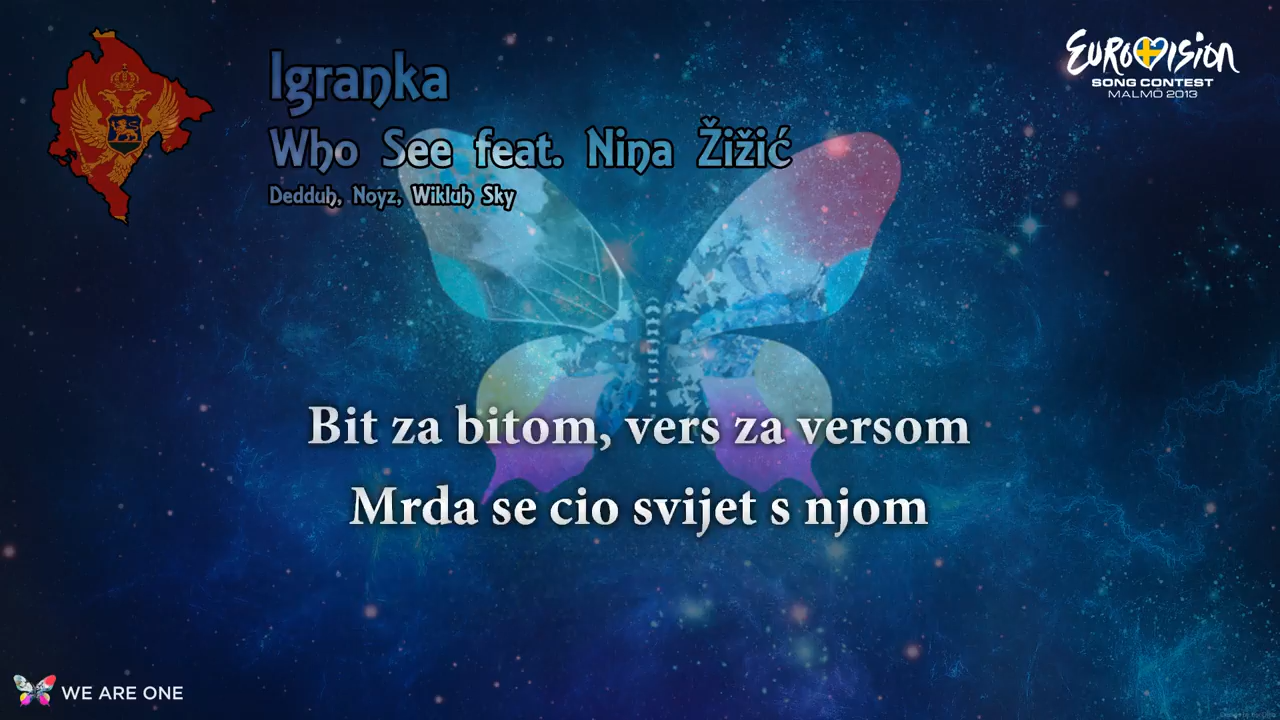 Igranka
Who See feat. Nina Žižić
Dedduh, Noyz, Wikluh Sky
EUROVISION
SONG CONTEST
MALMÖ 2013
Bit za bitom, vers za versom
Mrda se cio svijet s njom
WE ARE ONE